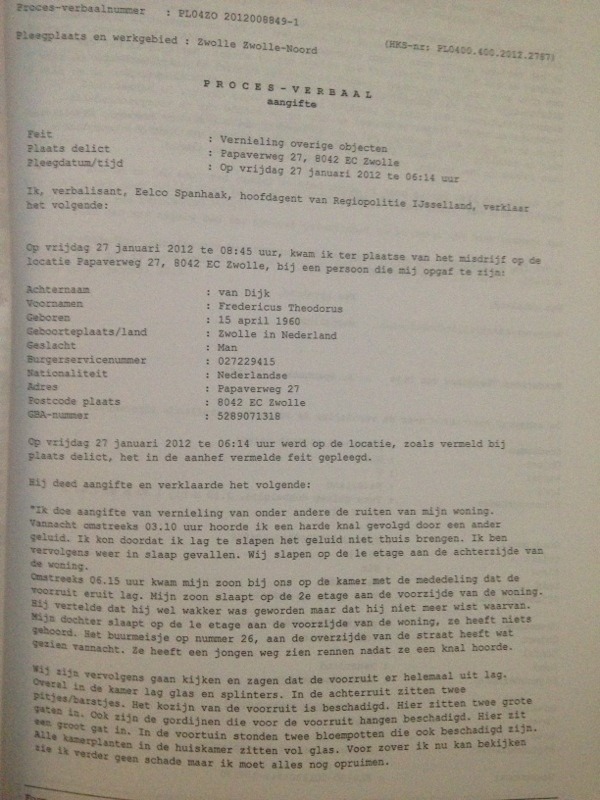 Proces-verbaalnummer : PL04ZO 2012008849-1
Pleegplaats en werkgebied : Zwolle Zwolle-Noord (HKS-nr: PL0400.400.2012.2787)
PROCES-VERBAAL
aangifte
Feit : Vernieling overige objecten
Plaats delict : Papaverweg 27, 8042 EC Zwolle
Pleegdatum/tijd : Op vrijdag 27 januari 2012 te 06:14 uur
Ik, verbalisant, Eelco Spanhaak, hoofdagent van Regiopolitie IJsselland, verklaar
het volgende:
Op vrijdag 27 januari 2012 te 08:45 uur, kwam ik ter plaatse van het misdrijf op de
locatie Papaverweg 27, 8042 EC Zwolle, bij een persoon die mij opgaf te zijn:
Achternaam : van Dijk
Voornamen : Fredericus Theodorus
Geboren : 15 april 1960
Geboorteplaats/land : Zwolle in Nederland
Geslacht : Man
Burgerservicenummer : 027229415
Nationaliteit : Nederlandse
Adres : Papaverweg 27
Postcode plaats : 8042 EC Zwolle
GBA-nummer : 5289071318
Op vrijdag 27 januari 2012 te 06:14 uur werd op de locatie, zoals vermeld bij
plaats delict, het in de aanhef vermelde feit gepleegd.
Hij deed aangifte en verklaarde het volgende:
"Ik doe aangifte van vernieling van onder andere de ruiten van mijn woning.
Vannacht omstreeks 03.10 uur hoorde ik een harde knal gevolgd door een ander
geluid. Ik kon doordat ik lag te slapen het geluid niet thuis brengen. Ik ben
vervolgens weer in slaap gevallen. Wij slapen op de 1e etage aan de achterzijde van
de woning.
Omstreeks 06.15 uur kwam mijn zoon bij ons op de kamer met de mededeling dat de
voorruit eruit lag. Mijn zoon slaapt op de 2e etage aan de voorzijde van de woning.
Hij vertelde dat hij wel wakker was geworden maar dat hij niet meer wist waarvan.
Mijn dochter slaapt op de 1e etage aan de voorzijde van de woning, ze heeft niets
gehoord. Het buurmeisje op nummer 26, aan de overzijde van de straat heeft wat
gezien vannacht. Ze heeft een jongen weg zien rennen nadat ze een knal hoorde.
Wij zijn vervolgens gaan kijken en zagen dat de voorruit er helemaal uit lag.
Overal in de kamer lag glas en splinters. In de achterruit zitten twee
pitjes/barstjes. Het kozijn van de voorruit is beschadigd. Hier zitten twee grote
gaten in. Ook zijn de gordijnen die voor de voorruit hangen beschadigd. Hier zit
een groot gat in. In de voortuin stonden twee bloempotten die ook beschadigd zijn.
Alle kamerplanten in de huiskamer zitten vol glas. Voor zover ik nu kan bekijken
zie ik verder geen schade maar ik moet alles nog opruimen.